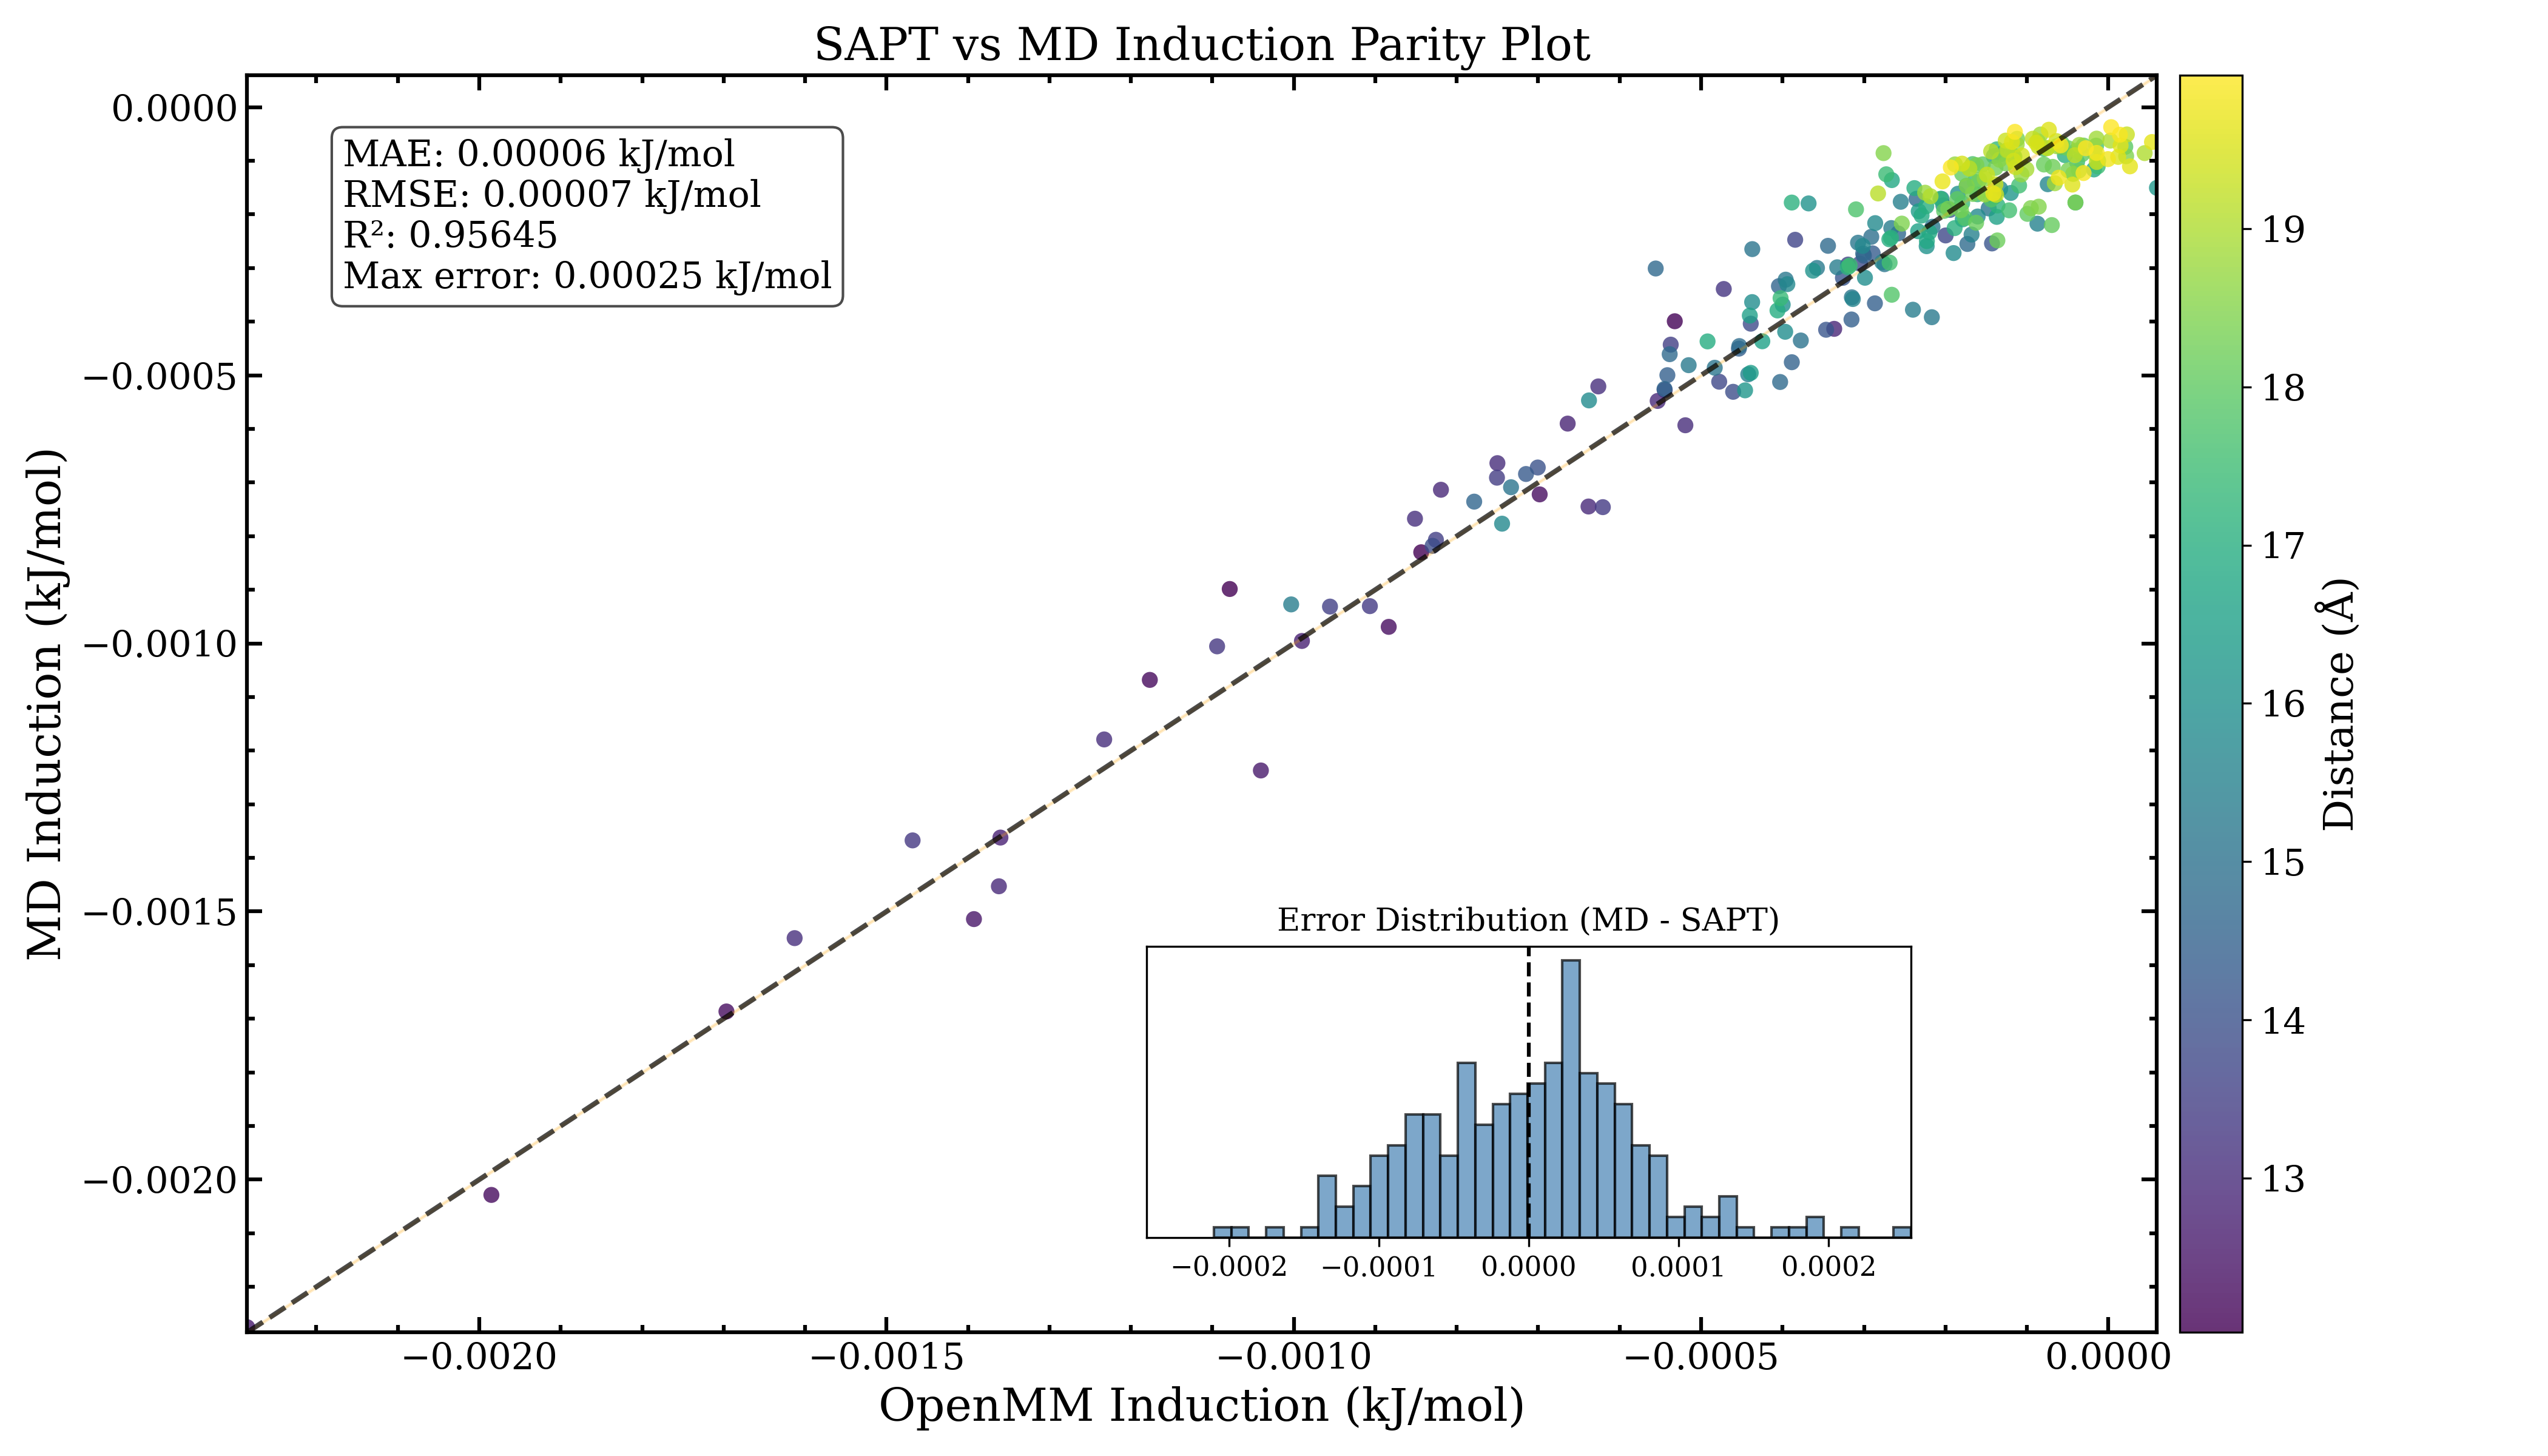 SAPT vs MD Induction Parity Plot
MAE: 0.00006 kJ/mol
RMSE: 0.00007 kJ/mol
R²: 0.95645
Max error: 0.00025 kJ/mol
MD Induction (kJ/mol)
0.0000
−0.0005
−0.0010
−0.0015
−0.0020
Error Distribution (MD - SAPT)
−0.0002 −0.0001 0.0000 0.0001 0.0002
−0.0020 −0.0015 −0.0010 −0.0005 0.0000
OpenMM Induction (kJ/mol)
19
18
17
16
15
14
13
Distance (Å)